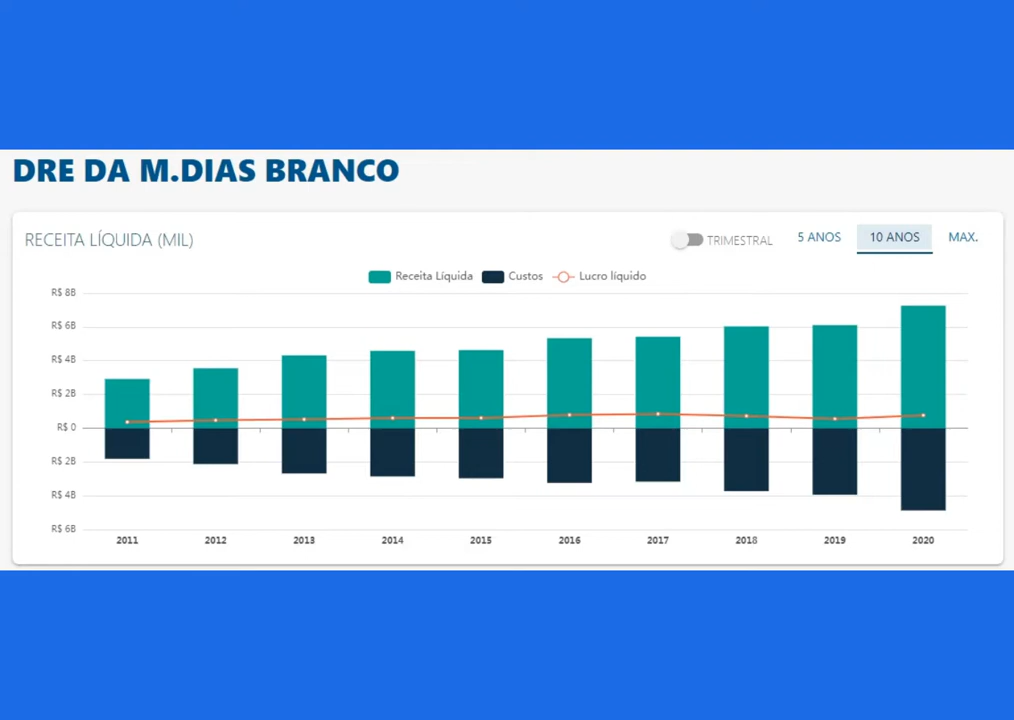 DRE DA M.DIAS BRANCO
RECEITA LÍQUIDA (MIL)
TRIMESTRAL
5 ANOS
10 ANOS
MAX.
Receita Líquida
Custos
Lucro líquido
R$ 8B
R$ 6B
R$ 4B
R$ 2B
R$ 0
R$ 2B
R$ 4B
R$ 6B
2011 2012 2013 2014 2015 2016 2017 2018 2019 2020